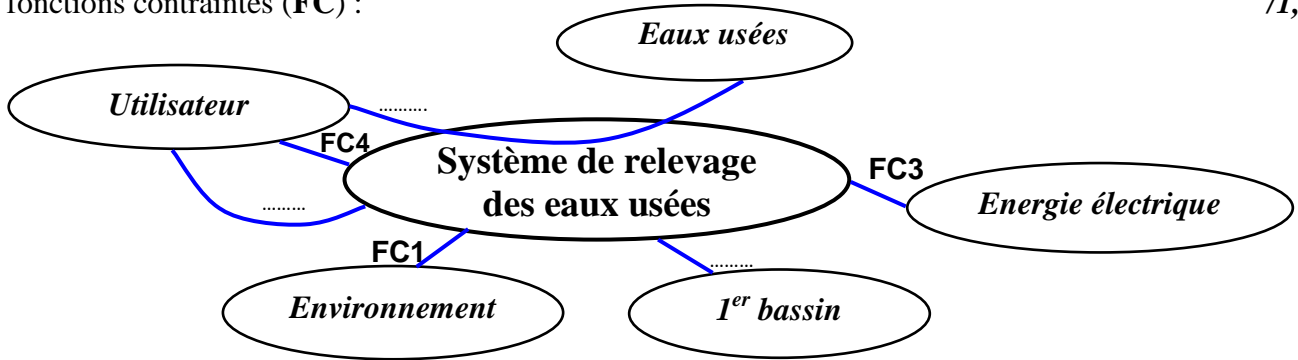 fonctions contraintes (FC) : /1,
Eaux usées
Utilisateur
..........
FC4
Système de relevage
des eaux usées
FC3
Energie électrique
.........
FC1
.........
Environnement
1er bassin